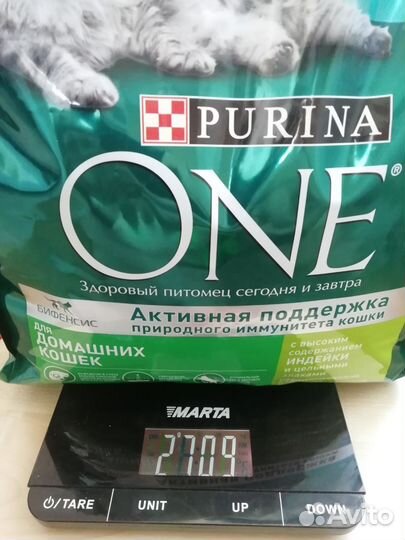 PURINA
ONE®
Здоровый питомец сегодня и завтра
БИФЕНСИС
Активная поддержка
природного иммунитета кошки
для
ДОМАШНИХ
КОШЕК
с высоким
содержанием
ИНДЕЙКИ
и цельными
злаками
MARTA
2709
/TARE
UNIT
UP
DOWN
Avito